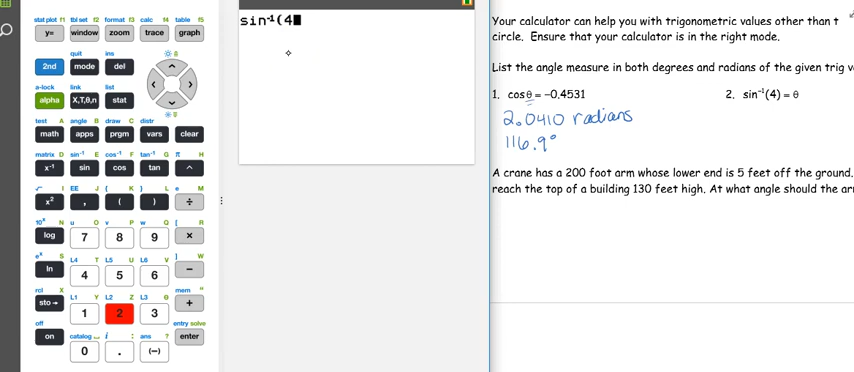 stat plot f1 tbl set f2 format f3 calc f4 table f5
y= window zoom trace graph
quit ins
2nd mode del
a-lock link list
alpha X,T,θ,n stat
test A angle B draw C distr
math apps prgm vars clear
matrix D sin⁻¹ E cos⁻¹ F tan⁻¹ G π H
x⁻¹ sin cos tan ^
√ I EE J { K } L e M
x² , ( ) ÷
10ˣ N u O v P w Q [ R
log 7 8 9 ×
eˣ S L4 T L5 U L6 V ] W
ln 4 5 6 −
rcl X L1 Y L2 Z L3 θ mem "
sto→ 1 2 3 +
off catalog i : ans ? entry solve
on 0 . (−) enter
sin⁻¹(4
Your calculator can help you with trigonometric values other than t
circle. Ensure that your calculator is in the right mode.
List the angle measure in both degrees and radians of the given trig v
1. cosθ = −0.4531 2. sin⁻¹(4) = θ
2.0410 radians
116.9°
A crane has a 200 foot arm whose lower end is 5 feet off the ground.
reach the top of a building 130 feet high. At what angle should the ar